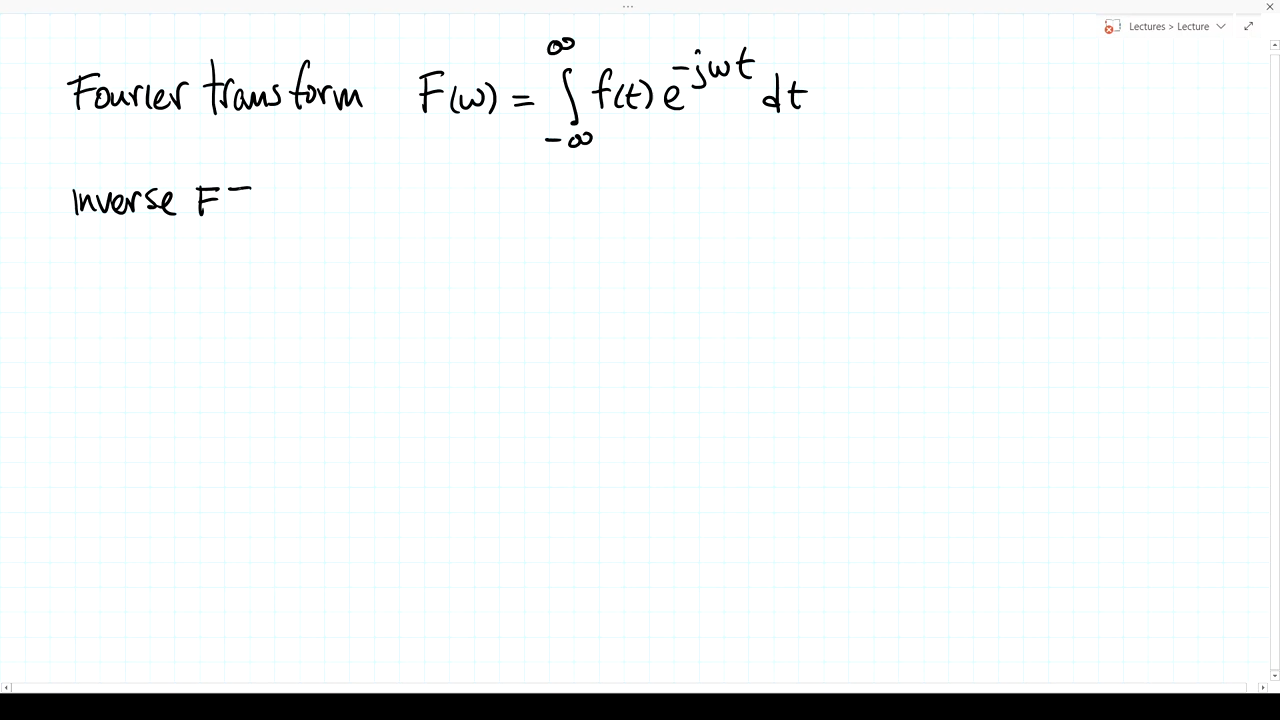 Lectures > Lecture
Fourier transform F(ω) = ∫_{-∞}^{∞} f(t) e^{-jωt} dt
Inverse F